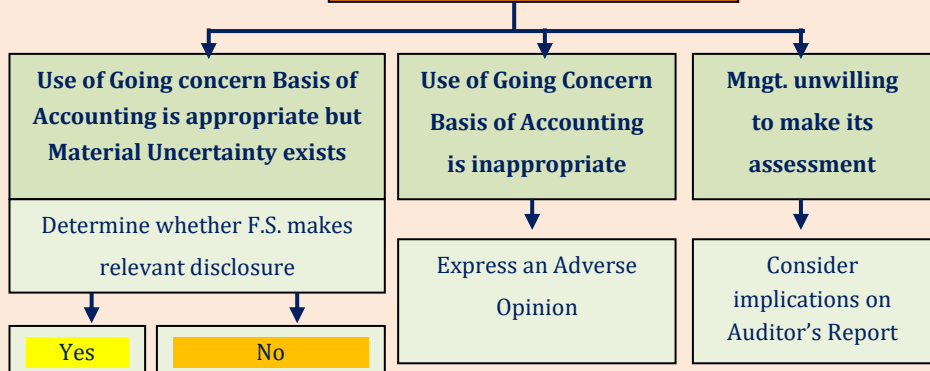 Use of Going concern Basis of
Accounting is appropriate but
Material Uncertainty exists
Determine whether F.S. makes
relevant disclosure
Yes
No
Use of Going Concern
Basis of Accounting
is inappropriate
Express an Adverse
Opinion
Mngt. unwilling
to make its
assessment
Consider
implications on
Auditor’s Report